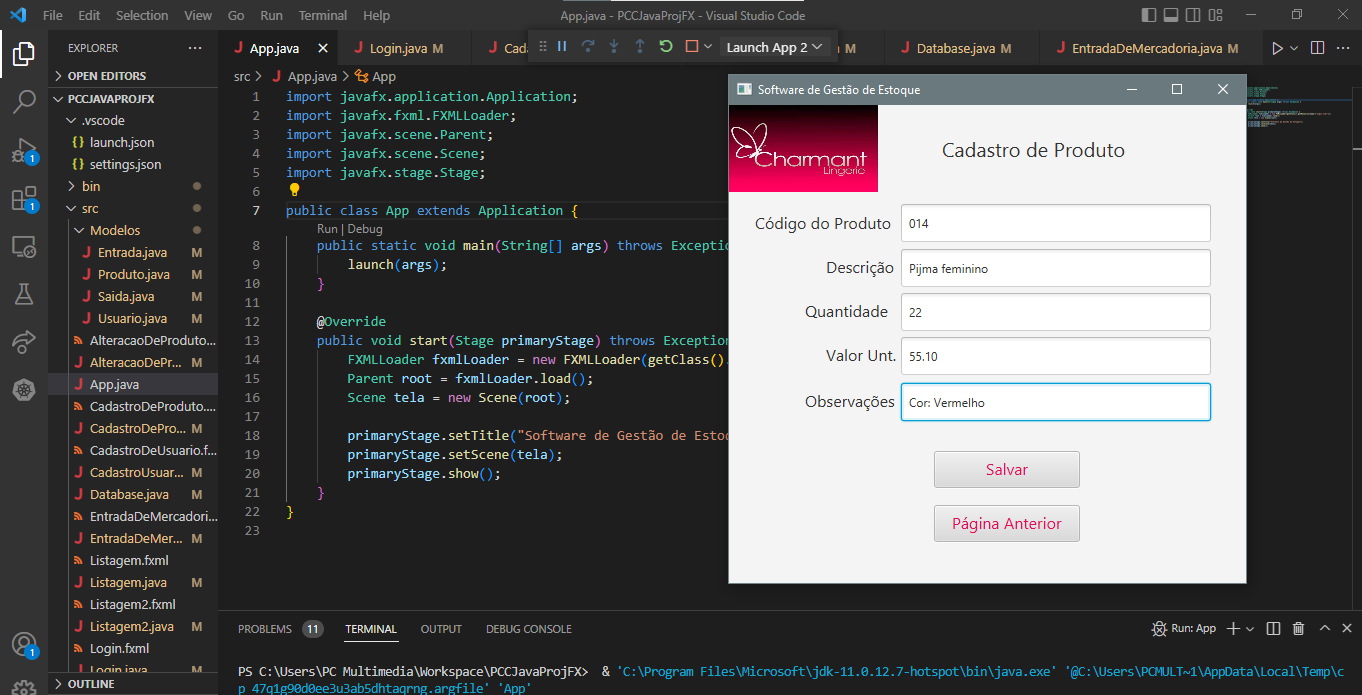 File Edit Selection View Go Run Terminal Help
App.java - PCCJavaProjFX - Visual Studio Code
EXPLORER
OPEN EDITORS
PCCJAVAPROJFX
.vscode
{} launch.json
{} settings.json
bin
src
Modelos
J Entrada.java M
J Produto.java M
J Saida.java M
J Usuario.java M
AlteracaoDeProduto...
J AlteracaoDePr... M
J App.java
CadastroDeProduto....
J CadastroDePro... M
CadastroDeUsuario.f...
J CadastroUsuar... M
J Database.java M
EntradaDeMercadori...
J EntradaDeMer... M
Listagem.fxml
J Listagem.java M
Listagem2.fxml
J Listagem2.java M
Login.fxml
J Login.java M
OUTLINE
1
1
1
J App.java
J Login.java M
J Cad
Launch App 2
M
J Database.java M
J EntradaDeMercadoria.java M
src > J App.java > App
1 import javafx.application.Application;
2 import javafx.fxml.FXMLLoader;
3 import javafx.scene.Parent;
4 import javafx.scene.Scene;
5 import javafx.stage.Stage;
6
7 public class App extends Application {
Run | Debug
8 public static void main(String[] args) throws Exceptio
9 launch(args);
10 }
11
12 @Override
13 public void start(Stage primaryStage) throws Exception
14 FXMLLoader fxmlLoader = new FXMLLoader(getClass().
15 Parent root = fxmlLoader.load();
16 Scene tela = new Scene(root);
17
18 primaryStage.setTitle("Software de Gestão de Estoq
19 primaryStage.setScene(tela);
20 primaryStage.show();
21 }
22 }
23
Software de Gestão de Estoque
Charmant
Lingerie
Cadastro de Produto
Código do Produto 014
Descrição Pijma feminino
Quantidade 22
Valor Unt. 55.10
Observações Cor: Vermelho
Salvar
Página Anterior
PROBLEMS 11 TERMINAL OUTPUT DEBUG CONSOLE
Run: App
PS C:\Users\PC Multimedia\Workspace\PCCJavaProjFX> & 'C:\Program Files\Microsoft\jdk-11.0.12.7-hotspot\bin\java.exe' '@C:\Users\PCMULT~1\AppData\Local\Temp\c
p_47q1g90d0ee3u3ab5dhtaqrng.argfile' 'App'